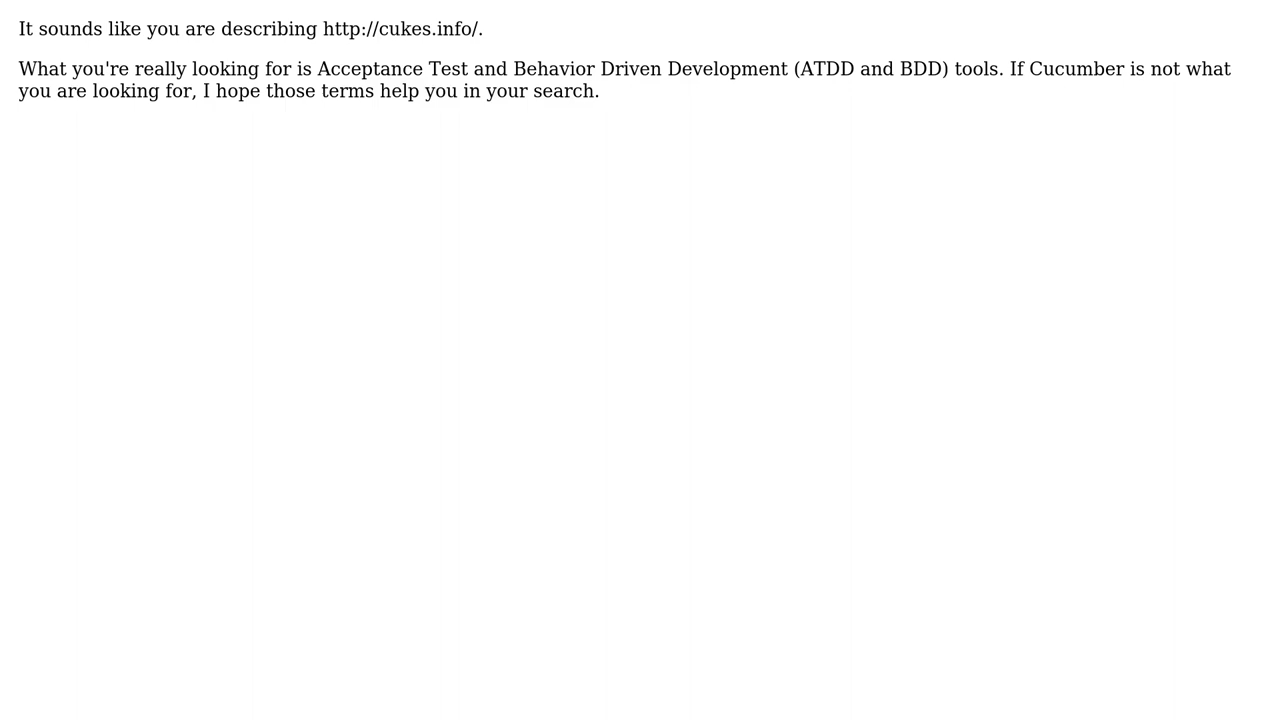 It sounds like you are describing http://cukes.info/.
What you're really looking for is Acceptance Test and Behavior Driven Development (ATDD and BDD) tools. If Cucumber is not what
you are looking for, I hope those terms help you in your search.